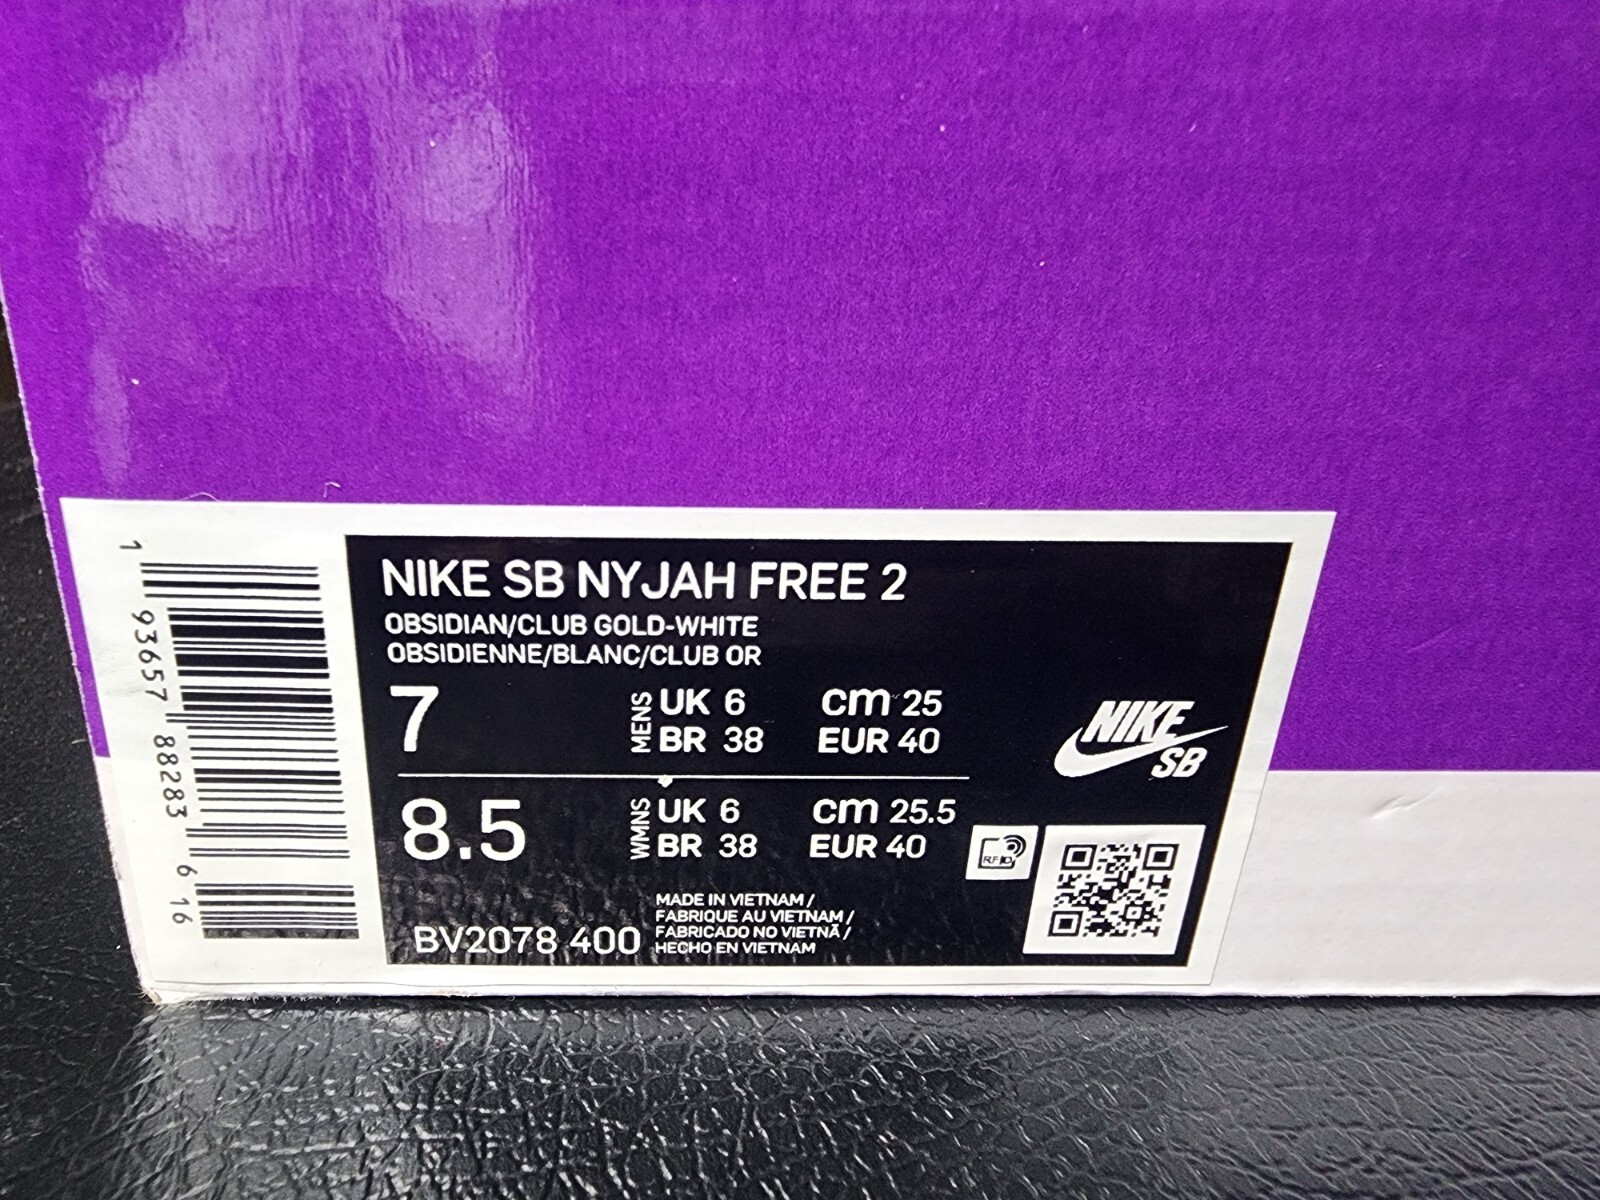 NIKE SB NYJAH FREE 2
OBSIDIAN/CLUB GOLD-WHITE
OBSIDIENNE/BLANC/CLUB OR
7 MENS UK 6 cm 25
BR 38 EUR 40
8.5 WMNS UK 6 cm 25.5
BR 38 EUR 40
BV2078 400
MADE IN VIETNAM /
FABRIQUE AU VIETNAM /
FABRICADO NO VIETNÃ /
HECHO EN VIETNAM
NIKE
SB
RFID
1 93657 88283 6 16